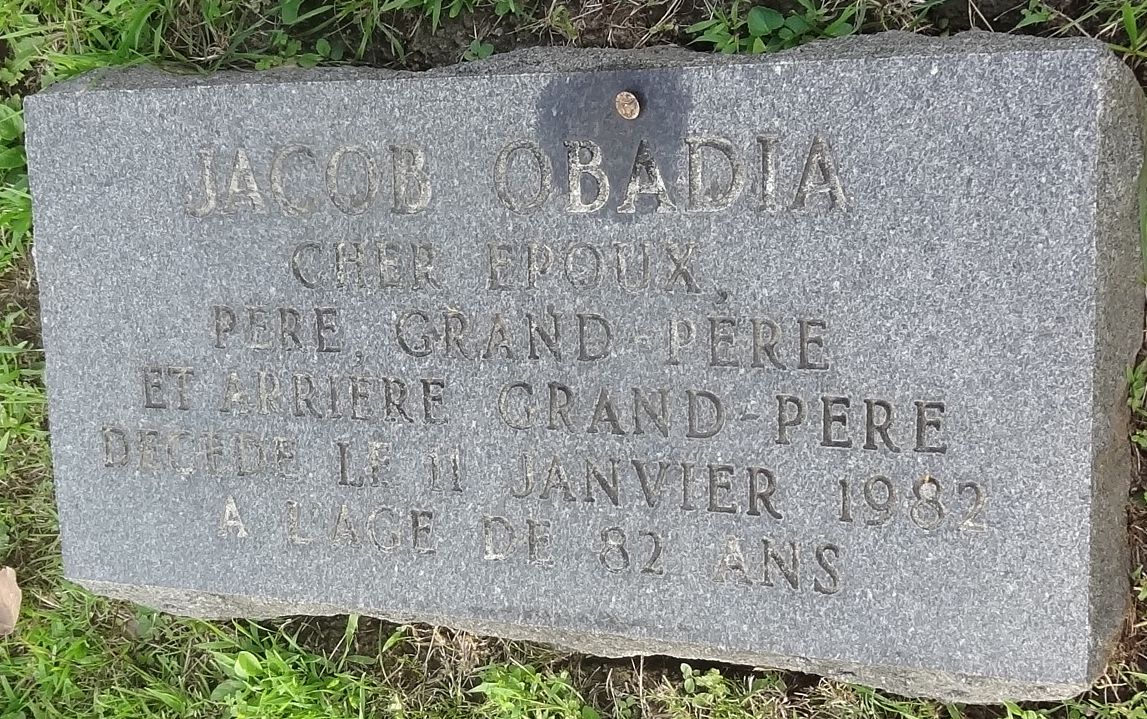 JACOB OBADIA
CHER EPOUX,
PERE, GRAND-PERE
ET ARRIERE GRAND-PERE
DECEDE LE 11 JANVIER 1982
A L'AGE DE 82 ANS